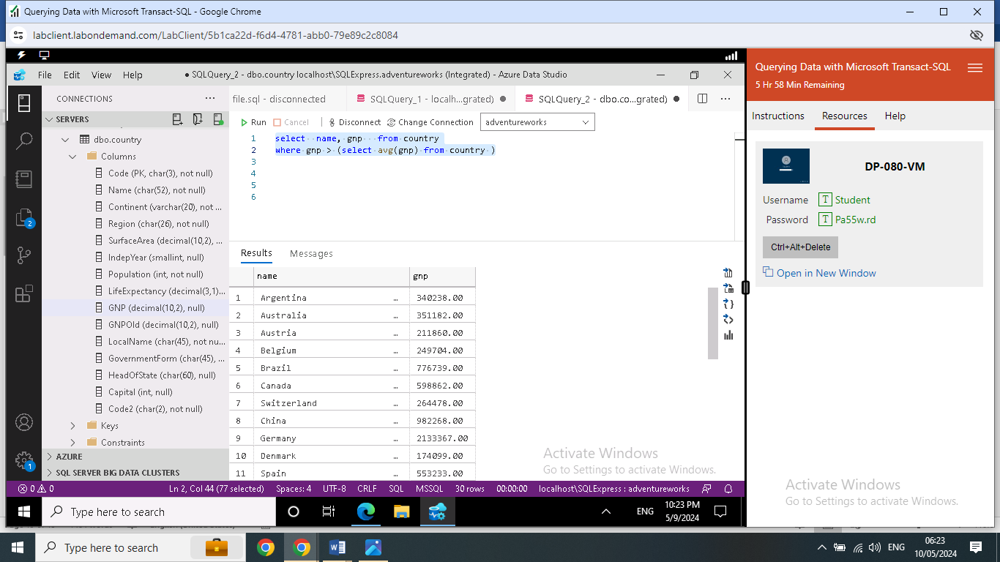 Querying Data with Microsoft Transact-SQL - Google Chrome
labclient.labondemand.com/LabClient/5b1ca22d-f6d4-4781-abb0-79e89c2c8084
File Edit View Help
● SQLQuery_2 - dbo.country localhost\SQLExpress.adventureworks (Integrated) - Azure Data Studio
CONNECTIONS
SERVERS
dbo.country
Columns
Code (PK, char(3), not null)
Name (char(52), not null)
Continent (varchar(20), not ...
Region (char(26), not null)
SurfaceArea (decimal(10,2), ...
IndepYear (smallint, null)
Population (int, not null)
LifeExpectancy (decimal(3,1)...
GNP (decimal(10,2), null)
GNPOld (decimal(10,2), null)
LocalName (char(45), not nu...
GovernmentForm (char(45), ...
HeadOfState (char(60), null)
Capital (int, null)
Code2 (char(2), not null)
Keys
Constraints
AZURE
SQL SERVER BIG DATA CLUSTERS
2
1
file.sql - disconnected
SQLQuery_1 - localh...grated)
SQLQuery_2 - dbo.co...grated)
Run Cancel Disconnect Change Connection adventureworks
1 select name, gnp from country
2 where gnp > (select avg(gnp) from country )
3
4
5
6
Results Messages
name gnp
1 Argentina ... 340238.00
2 Australia ... 351182.00
3 Austria ... 211860.00
4 Belgium ... 249704.00
5 Brazil ... 776739.00
6 Canada ... 598862.00
7 Switzerland ... 264478.00
8 China ... 982268.00
9 Germany ... 2133367.00
10 Denmark ... 174099.00
11 Spain ... 553233.00
Activate Windows
Go to Settings to activate Windows.
0 0 Ln 2, Col 44 (77 selected) Spaces: 4 UTF-8 CRLF SQL MSSQL 30 rows 00:00:00 localhost\SQLExpress : adventureworks
Type here to search
ENG
10:23 PM
5/9/2024
Querying Data with Microsoft Transact-SQL
5 Hr 58 Min Remaining
Instructions Resources Help
DP-080-VM
Username T Student
Password T Pa55w.rd
Ctrl+Alt+Delete
Open in New Window
Activate Windows
Go to Settings to activate Windows.
Type here to search
ENG
06:23
10/05/2024